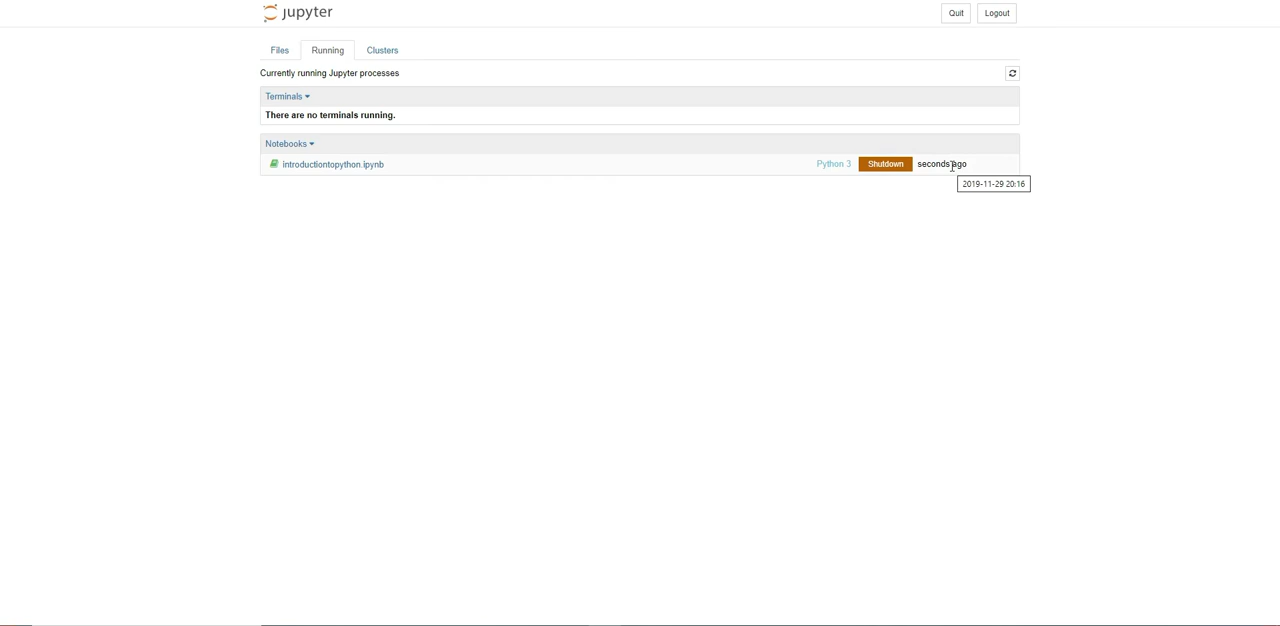 jupyter
Quit
Logout
Files
Running
Clusters
Currently running Jupyter processes
Terminals
There are no terminals running.
Notebooks
introductiontopython.ipynb
Python 3
Shutdown
seconds ago
2019-11-29 20:16